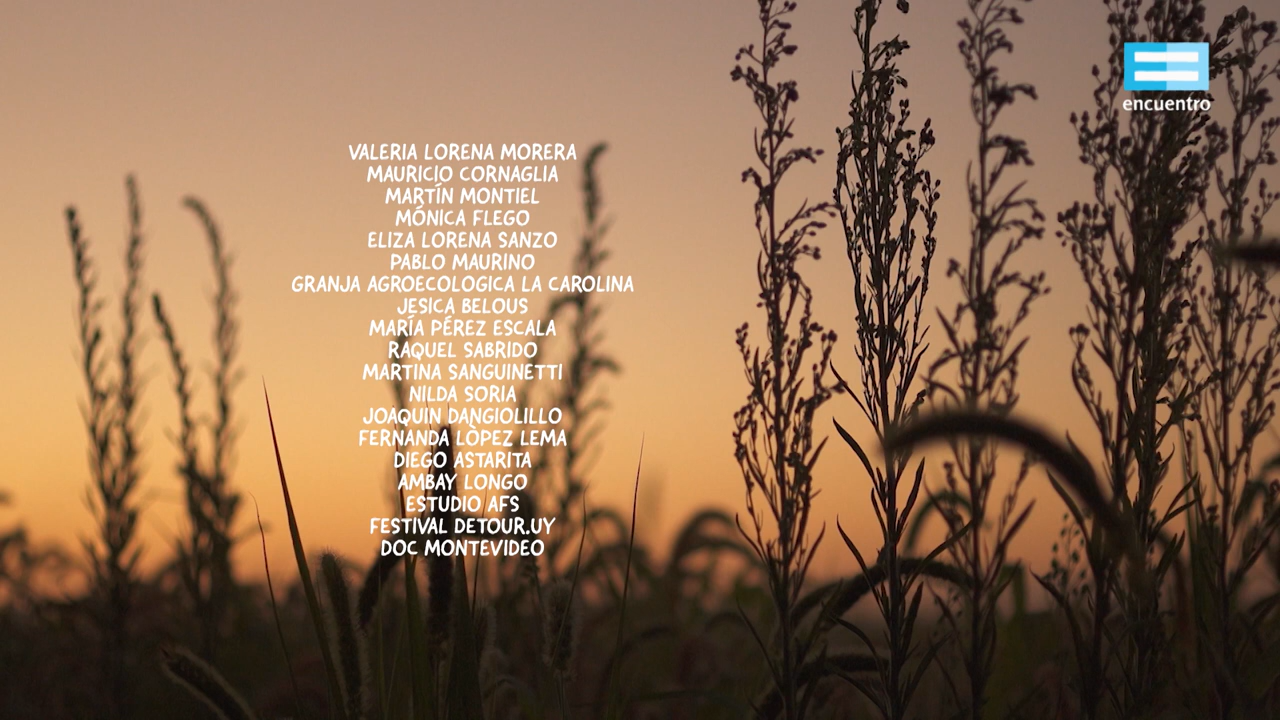 encuentro
VALERIA LORENA MORERA
MAURICIO CORNAGLIA
MARTÍN MONTIEL
MÓNICA FLEGO
ELIZA LORENA SANZO
PABLO MAURINO
GRANJA AGROECOLOGICA LA CAROLINA
JESICA BELOUS
MARÍA PÉREZ ESCALA
RAQUEL SABRIDO
MARTINA SANGUINETTI
NILDA SORIA
JOAQUIN DANGIOLILLO
FERNANDA LÒPEZ LEMA
DIEGO ASTARITA
AMBAY LONGO
ESTUDIO AFS
FESTIVAL DETOUR.UY
DOC MONTEVIDEO